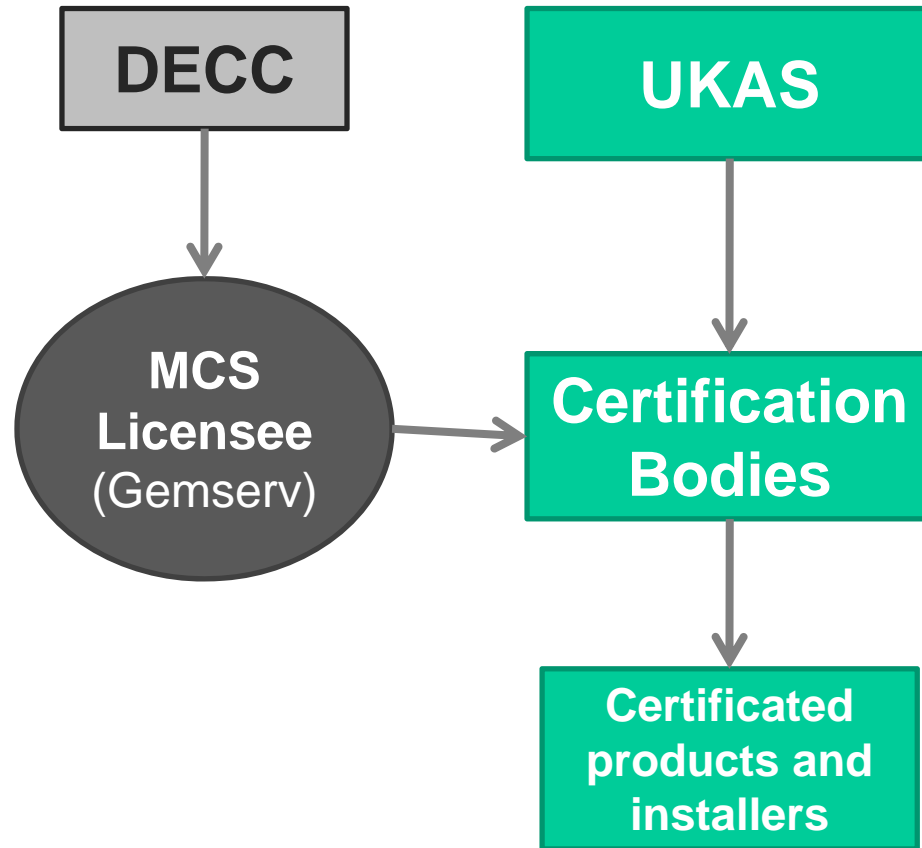 DECC
UKAS
MCS
Licensee
(Gemserv)
Certification
Bodies
Certificated
products and
installers